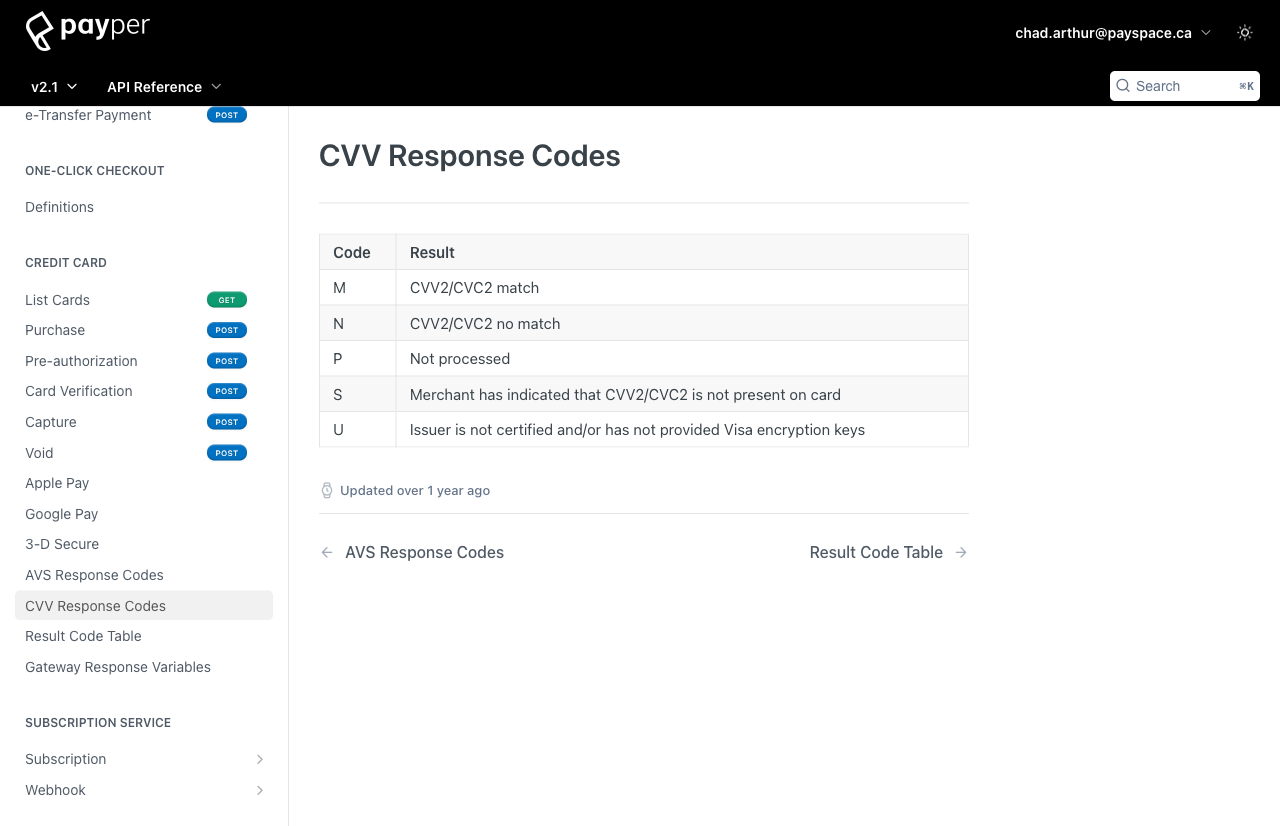 payper
chad.arthur@payspace.ca
v2.1 API Reference Search ⌘K
e-Transfer Payment POST
ONE-CLICK CHECKOUT
Definitions
CREDIT CARD
List Cards GET
Purchase POST
Pre-authorization POST
Card Verification POST
Capture POST
Void POST
Apple Pay
Google Pay
3-D Secure
AVS Response Codes
CVV Response Codes
Result Code Table
Gateway Response Variables
SUBSCRIPTION SERVICE
Subscription
Webhook
CVV Response Codes
Code Result
M CVV2/CVC2 match
N CVV2/CVC2 no match
P Not processed
S Merchant has indicated that CVV2/CVC2 is not present on card
U Issuer is not certified and/or has not provided Visa encryption keys
Updated over 1 year ago
AVS Response Codes Result Code Table